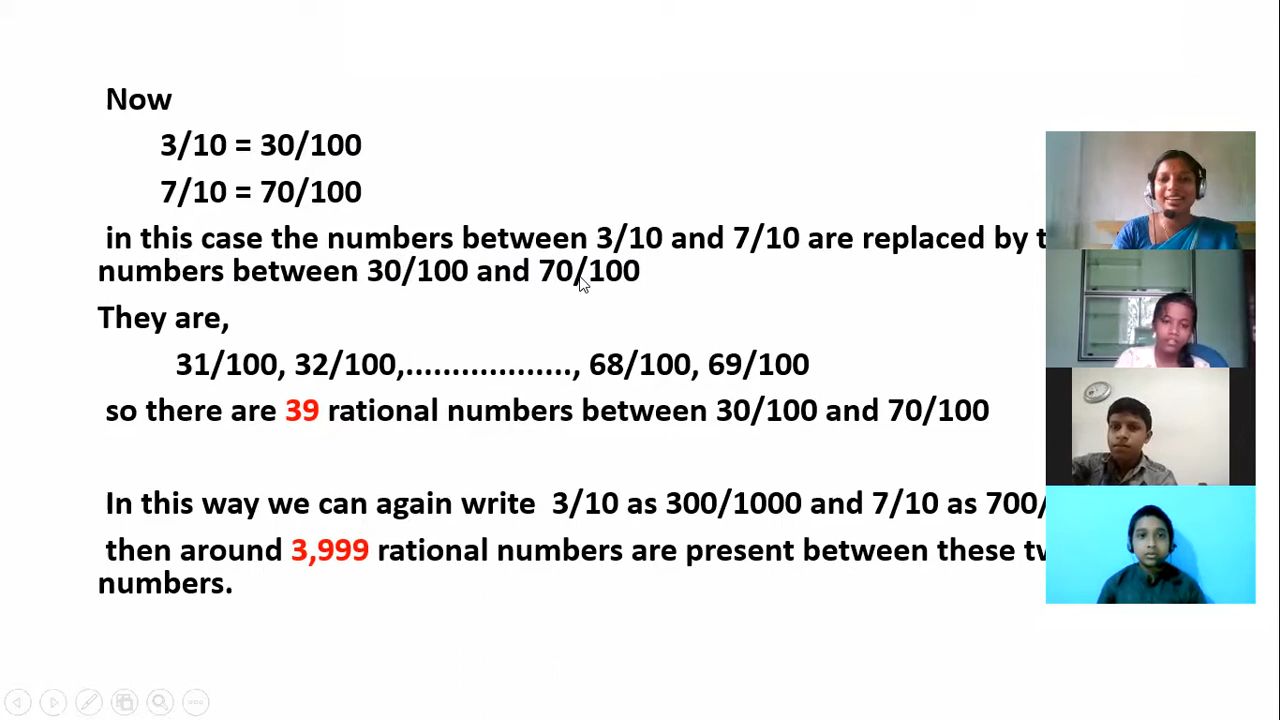 Now
3/10 = 30/100
7/10 = 70/100
in this case the numbers between 3/10 and 7/10 are replaced by
numbers between 30/100 and 70/100
They are,
31/100, 32/100,..................., 68/100, 69/100
so there are 39 rational numbers between 30/100 and 70/100
In this way we can again write 3/10 as 300/1000 and 7/10 as 700/
then around 3,999 rational numbers are present between these
numbers.